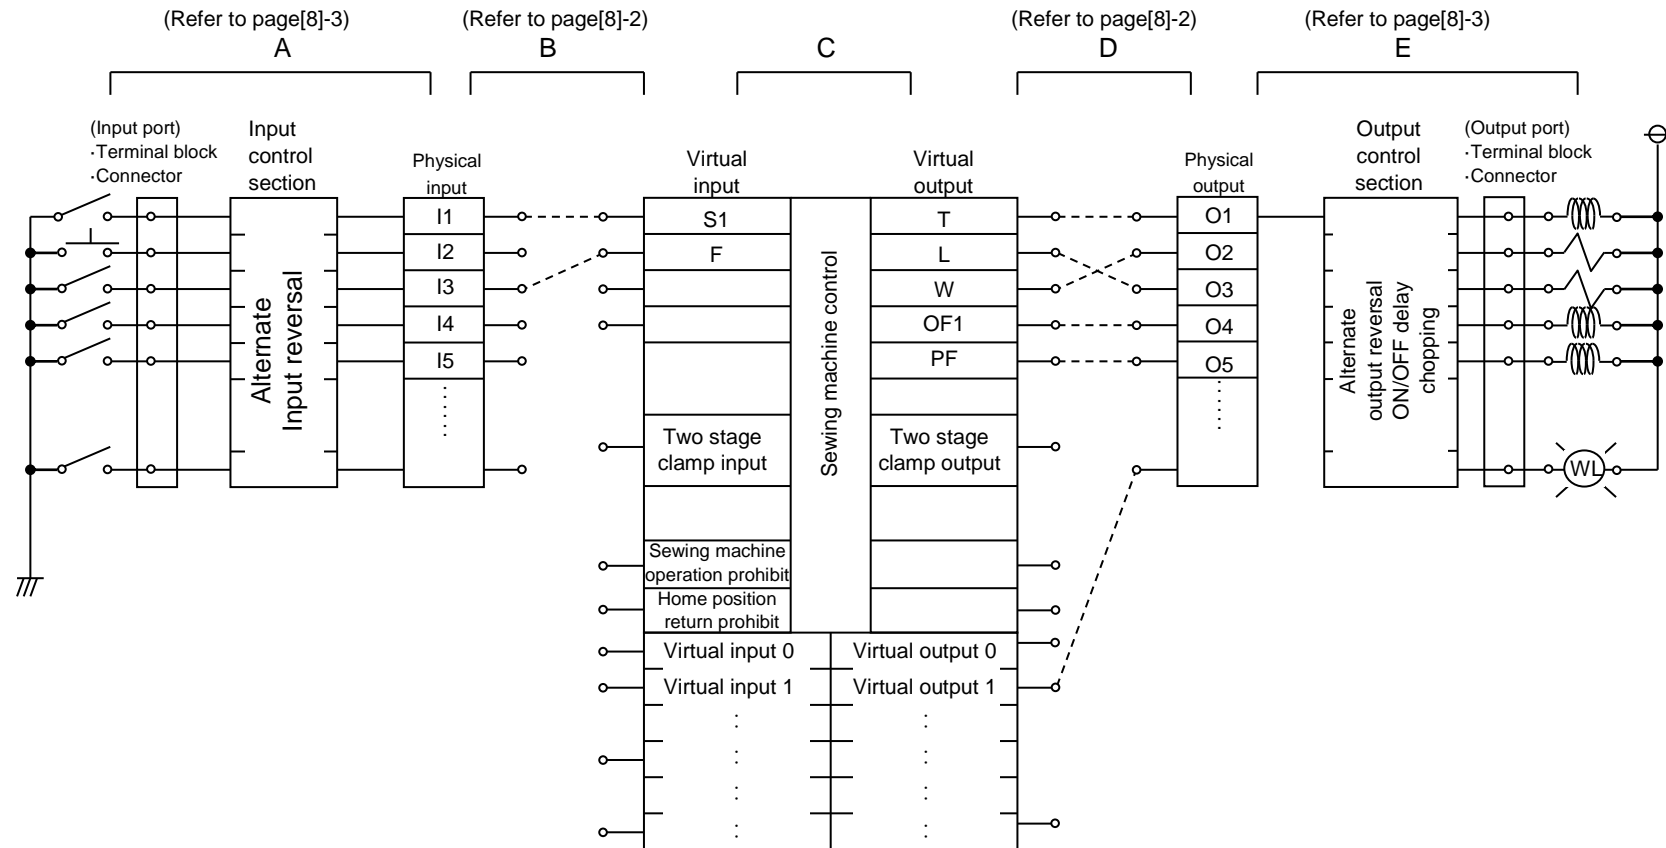 (Refer to page[8]-3)
A
(Refer to page[8]-2)
B
C
(Refer to page[8]-2)
D
(Refer to page[8]-3)
E
(Input port)
·Terminal block
·Connector
Input
control
section
Physical
input
Virtual
input
Virtual
output
Physical
output
Output
control
section
(Output port)
·Terminal block
·Connector
Alternate
Input reversal
I1
I2
I3
I4
I5
S1
F
Two stage
clamp input
Sewing machine
operation prohibit
Home position
return prohibit
Virtual input 0
Virtual input 1
Sewing machine control
T
L
W
OF1
PF
Two stage
clamp output
Virtual output 0
Virtual output 1
O1
O2
O3
O4
O5
Alternate
output reversal
ON/OFF delay
chopping
WL